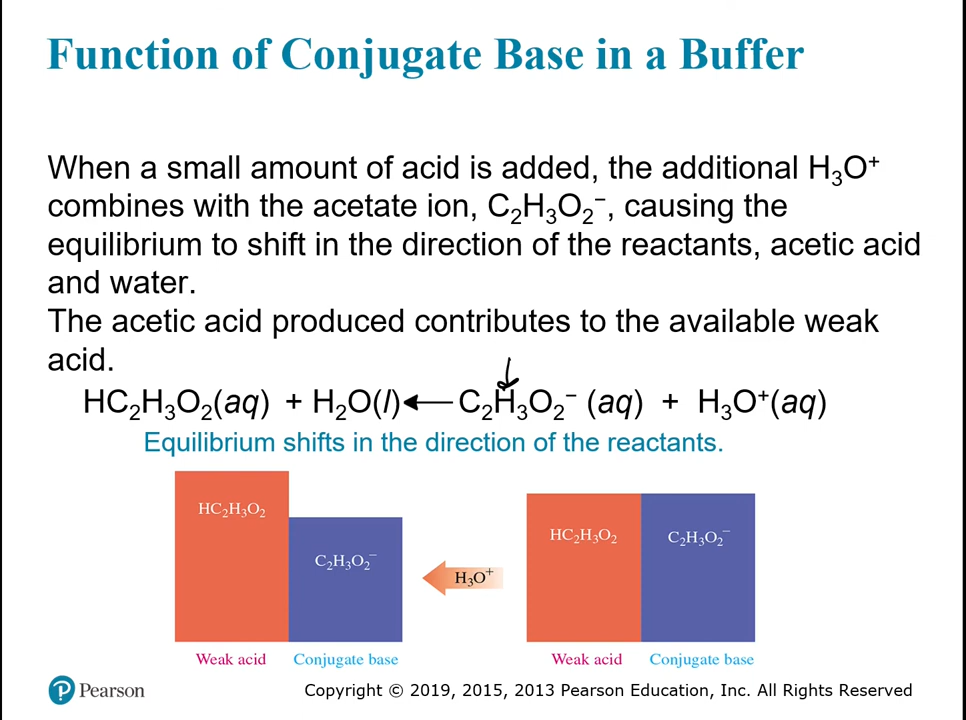 Function of Conjugate Base in a Buffer
When a small amount of acid is added, the additional H₃O⁺
combines with the acetate ion, C₂H₃O₂⁻, causing the
equilibrium to shift in the direction of the reactants, acetic acid
and water.
The acetic acid produced contributes to the available weak
acid.
HC₂H₃O₂(aq) + H₂O(l) ⟵ C₂H₃O₂⁻ (aq) + H₃O⁺(aq)
Equilibrium shifts in the direction of the reactants.
HC₂H₃O₂
C₂H₃O₂⁻
H₃O⁺
HC₂H₃O₂
C₂H₃O₂⁻
Weak acid Conjugate base
Weak acid Conjugate base
P Pearson
Copyright © 2019, 2015, 2013 Pearson Education, Inc. All Rights Reserved